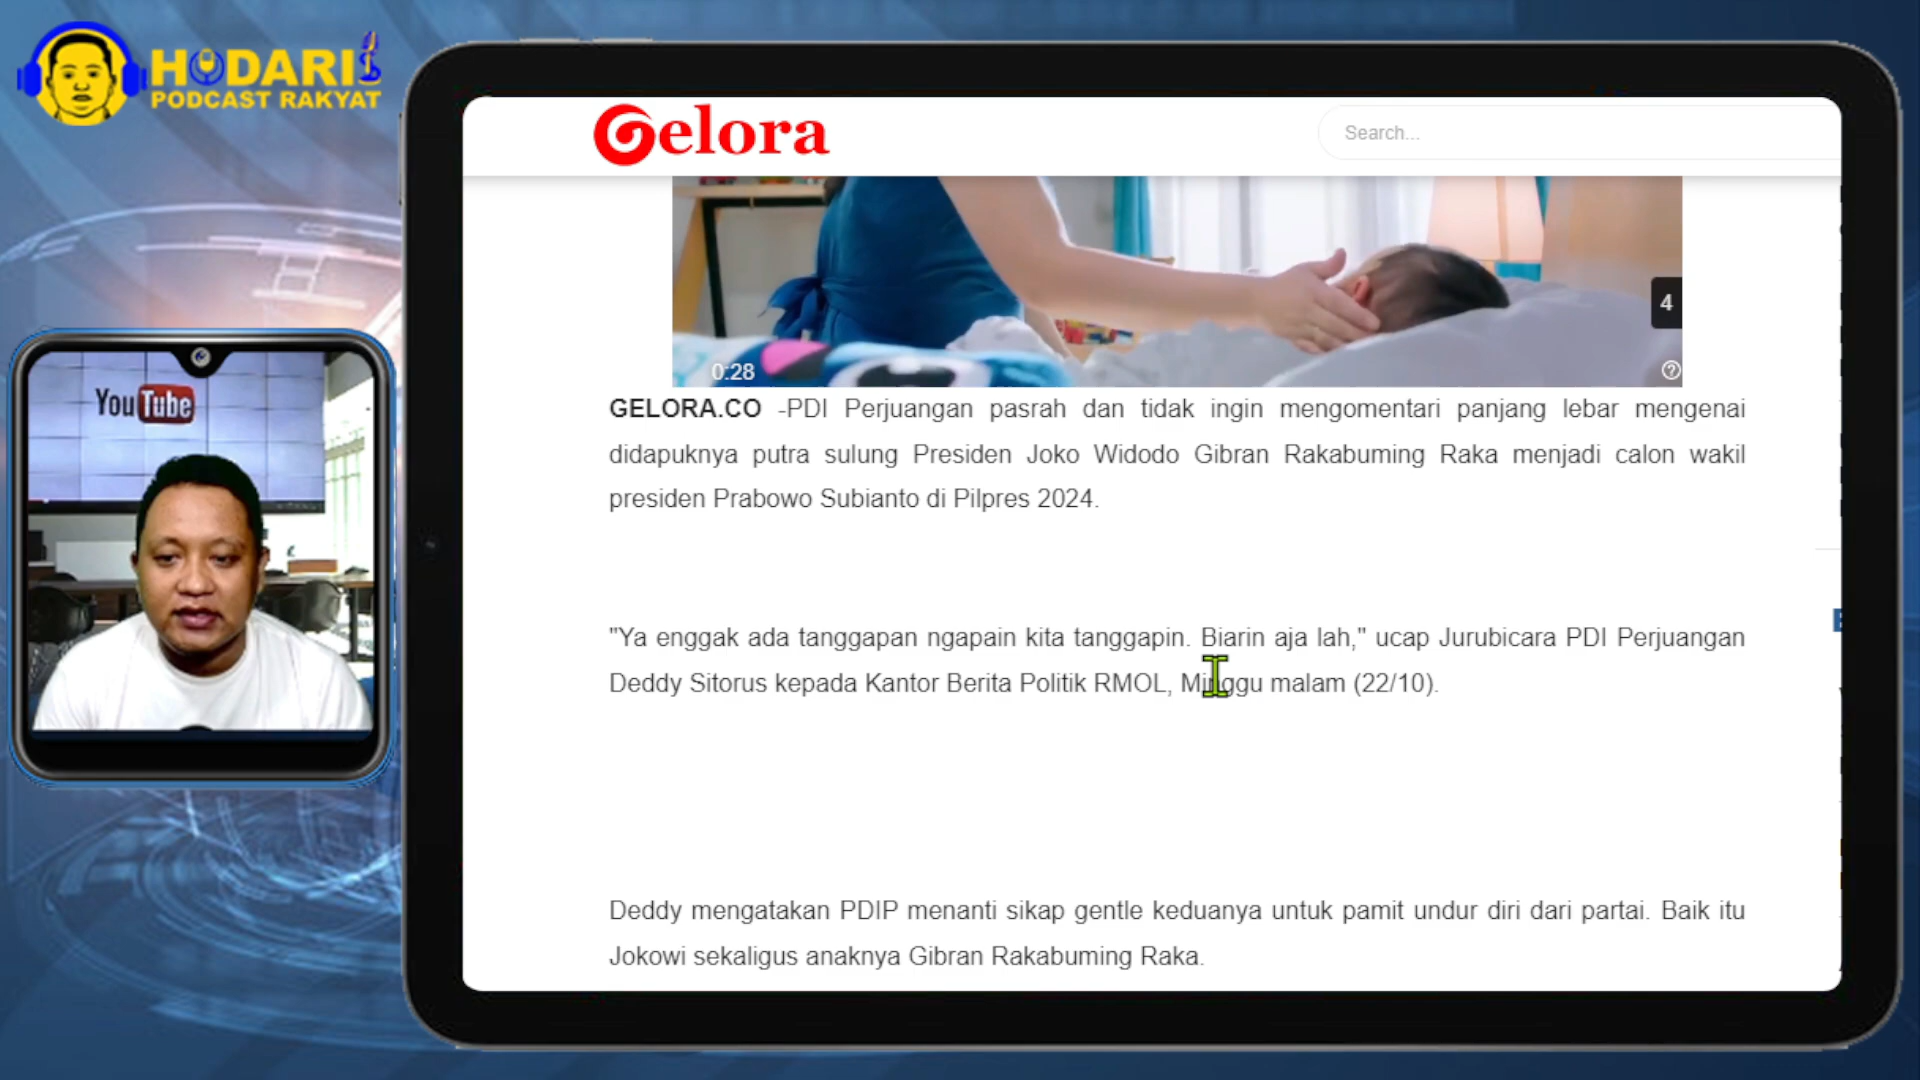 HODARI
PODCAST RAKYAT
Gelora
Search...
YouTube
0:28
4
GELORA.CO -PDI Perjuangan pasrah dan tidak ingin mengomentari panjang lebar mengenai
didapuknya putra sulung Presiden Joko Widodo Gibran Rakabuming Raka menjadi calon wakil
presiden Prabowo Subianto di Pilpres 2024.
"Ya enggak ada tanggapan ngapain kita tanggapin. Biarin aja lah," ucap Jurubicara PDI Perjuangan
Deddy Sitorus kepada Kantor Berita Politik RMOL, Minggu malam (22/10).
Deddy mengatakan PDIP menanti sikap gentle keduanya untuk pamit undur diri dari partai. Baik itu
Jokowi sekaligus anaknya Gibran Rakabuming Raka.